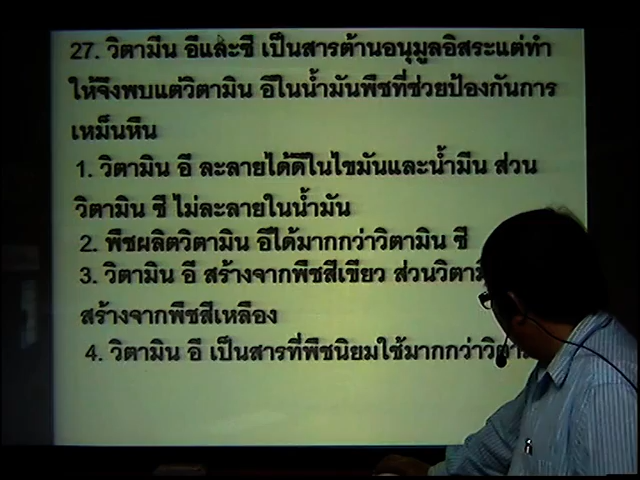 27. วิตามีน อีและซี เป็นสารต้านอนุมูลอิสระแต่ทำ
ให้จึงพบแต่วิตามิน อีในน้ำมันพืชที่ช่วยป้องกันการ
เหม็นหืน
1. วิตามิน อี ละลายได้ดีในไขมันและน้ำมีน ส่วน
วิตามิน ซี ไม่ละลายในน้ำมัน
2. พืชผลิตวิตามิน อีได้มากกว่าวิตามิน ซี
3. วิตามิน อี สร้างจากพืชสีเขียว ส่วน
สร้างจากพืชสีเหลือง
4. วิตามิน อี เป็นสารที่พืชนิยมใช้มากกว่า